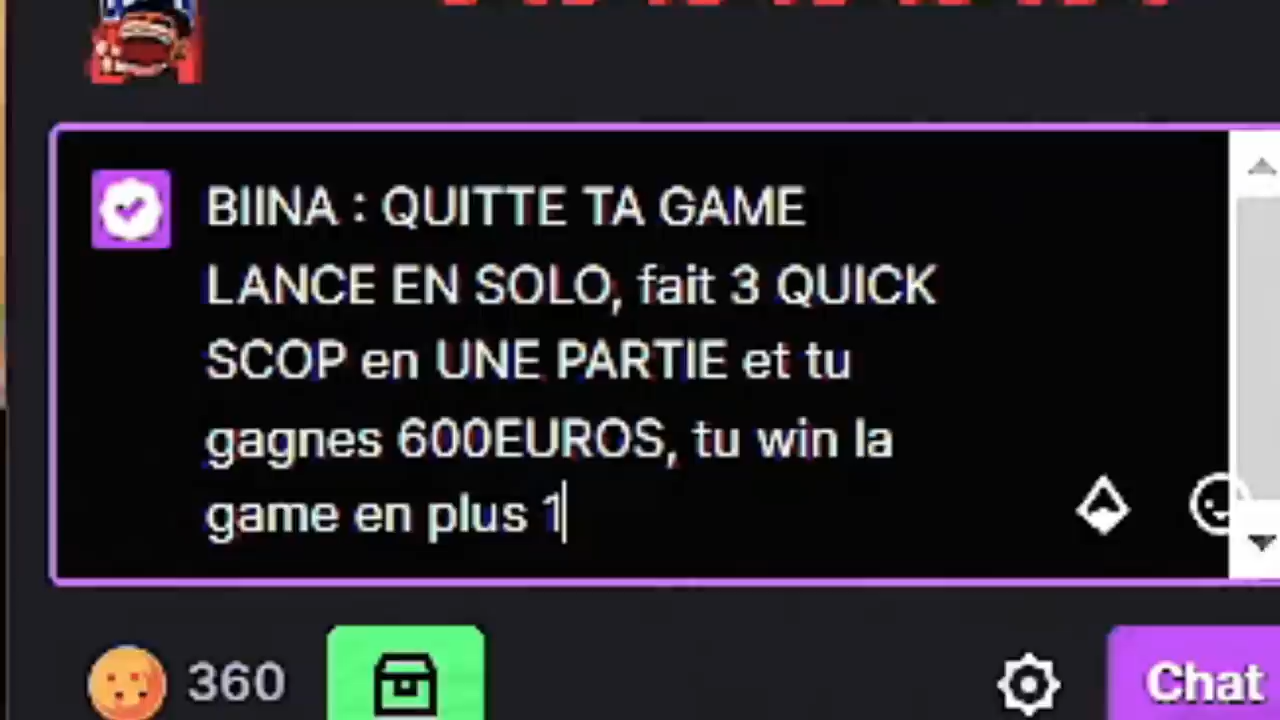 BIINA : QUITTE TA GAME
LANCE EN SOLO, fait 3 QUICK
SCOP en UNE PARTIE et tu
gagnes 600EUROS, tu win la
game en plus 1
360
Chat